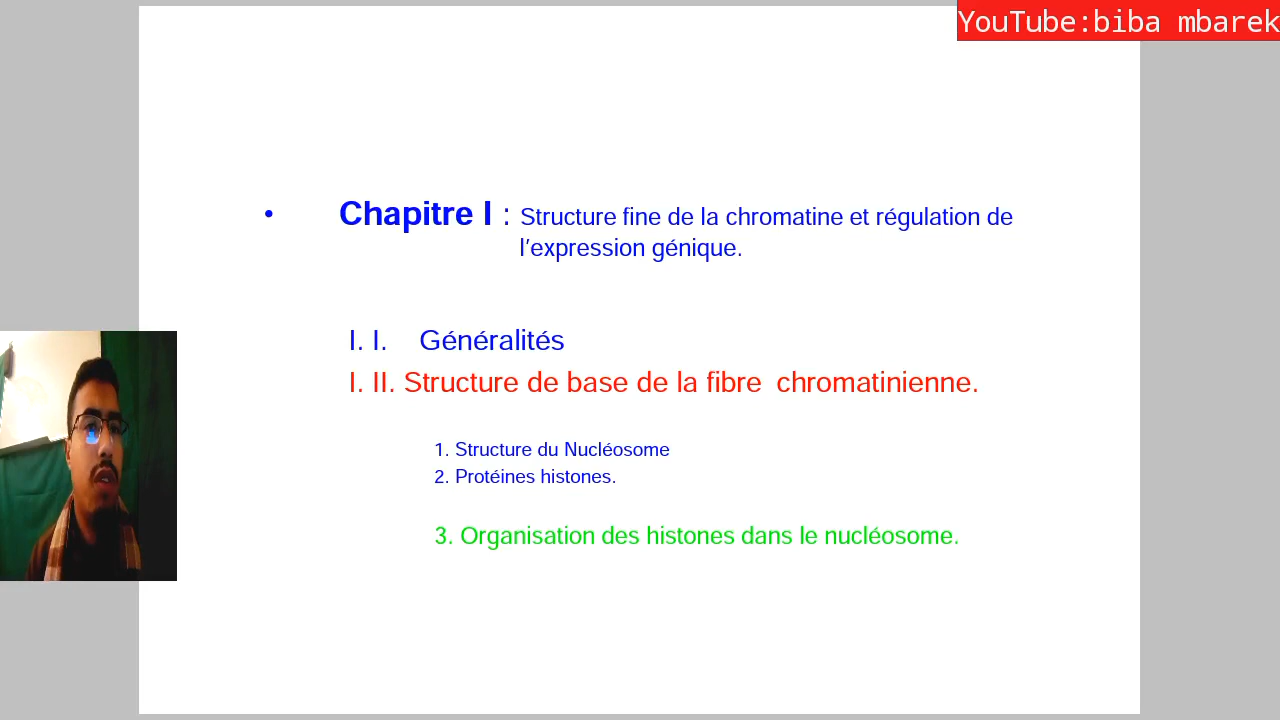 YouTube:biba mbarek
• Chapitre I : Structure fine de la chromatine et régulation de
l'expression génique.
I. I. Généralités
I. II. Structure de base de la fibre chromatinienne.
1. Structure du Nucléosome
2. Protéines histones.
3. Organisation des histones dans le nucléosome.